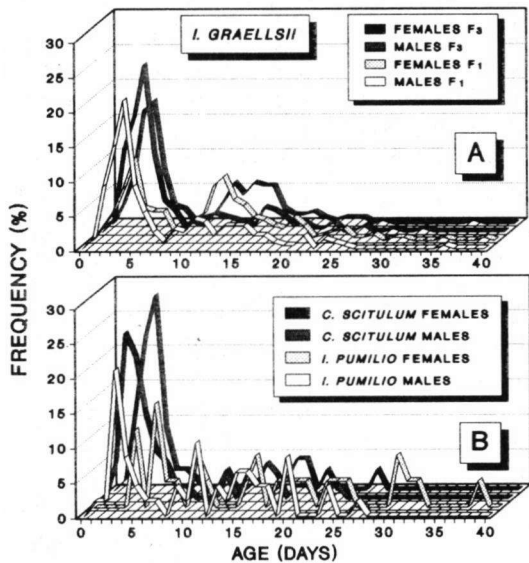 I. GRAELLSII
FEMALES F3
MALES F3
FEMALES F1
MALES F1
A
30
25
20
15
10
5
0
0 5 10 15 20 25 30 35 40
FREQUENCY (%)
C. SCITULUM FEMALES
C. SCITULUM MALES
I. PUMILIO FEMALES
I. PUMILIO MALES
B
30
25
20
15
10
5
0
0 5 10 15 20 25 30 35 40
AGE (DAYS)